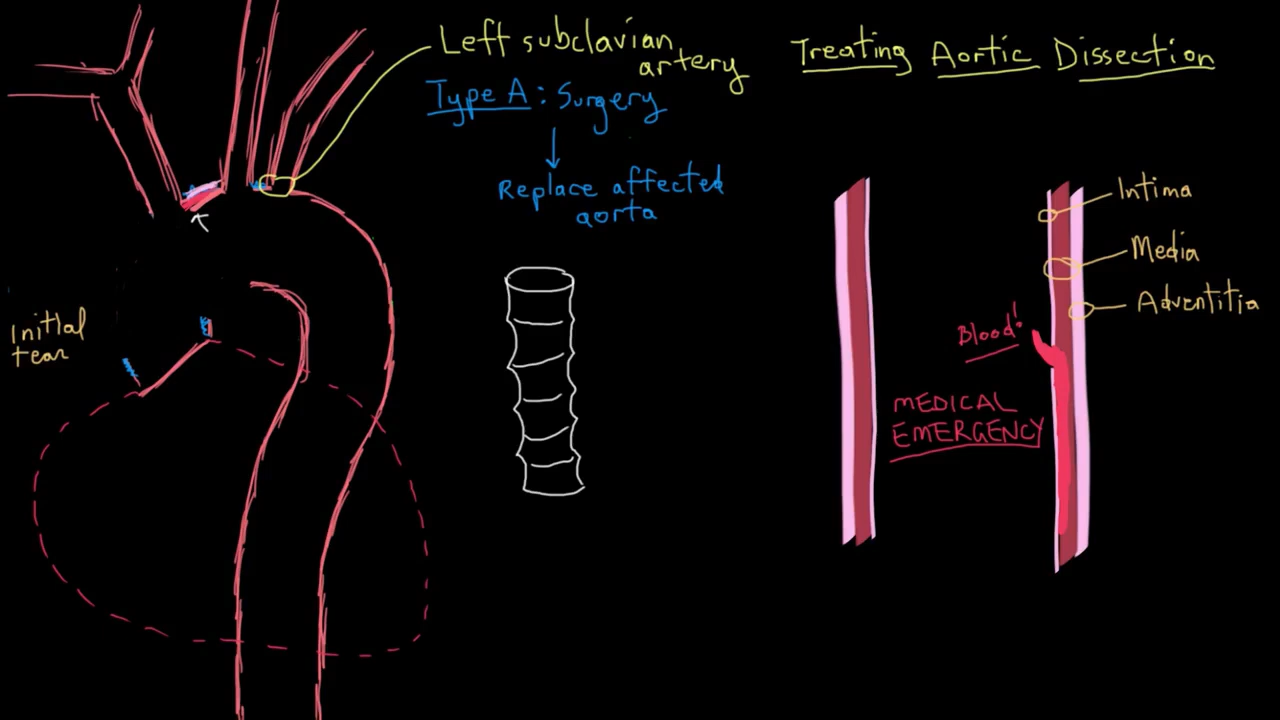 Left subclavian
artery
Treating Aortic Dissection
Type A: Surgery
Replace affected
aorta
Initial
tear
Intima
Media
Adventitia
Blood!
MEDICAL
EMERGENCY